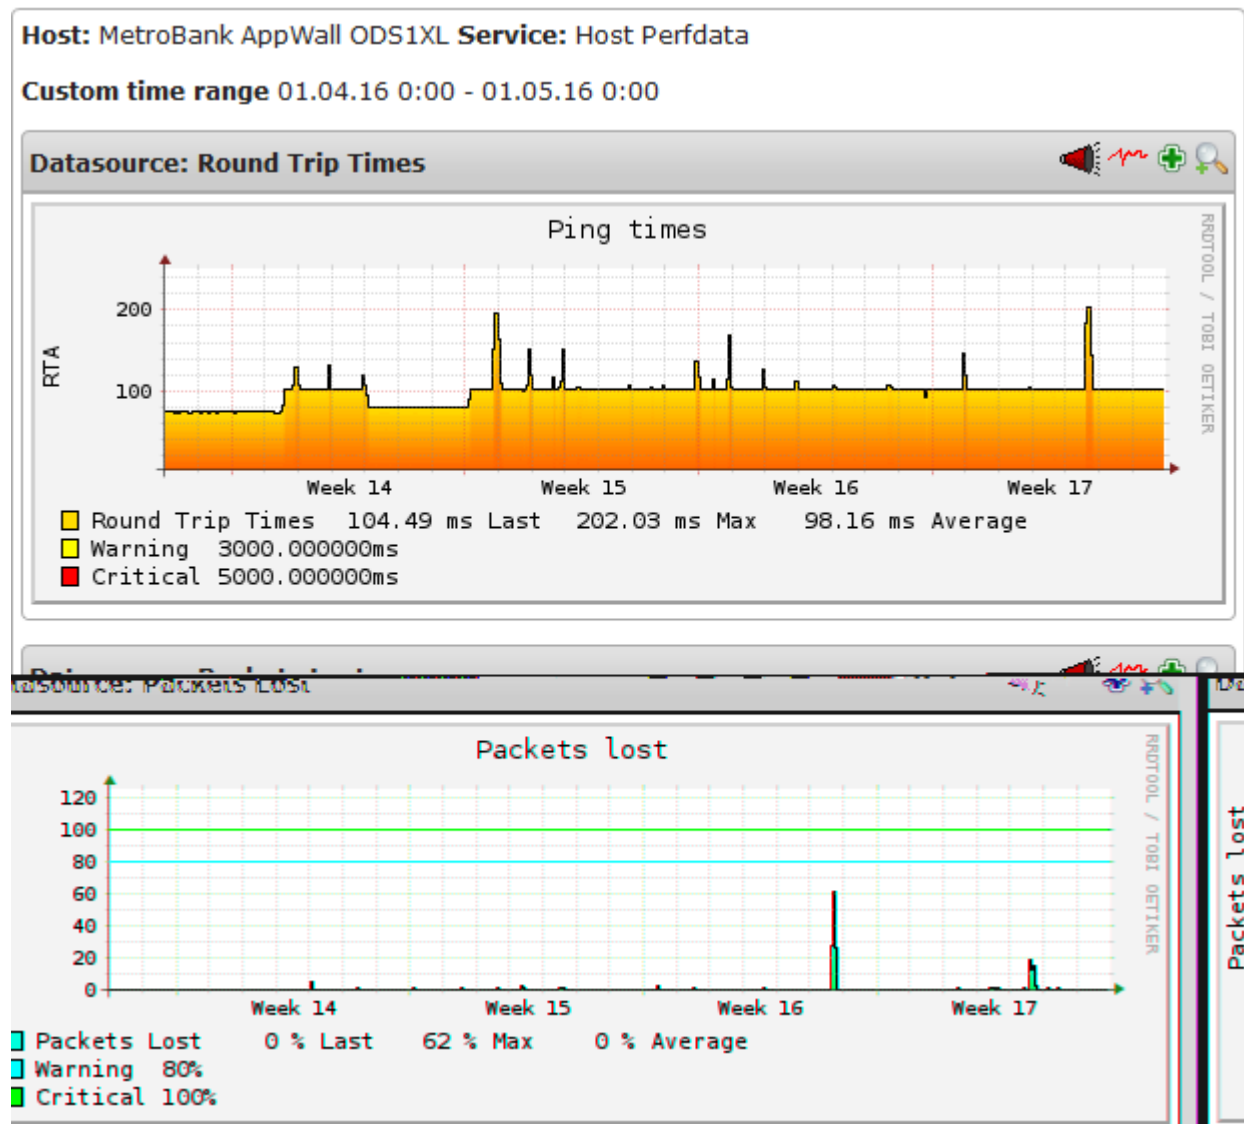 Host: MetroBank AppWall ODS1XL Service: Host Perfdata
Custom time range 01.04.16 0:00 - 01.05.16 0:00
Datasource: Round Trip Times
Ping times
RRDTOOL / TOBI OETIKER
RTA
200
100
Week 14 Week 15 Week 16 Week 17
Round Trip Times 104.49 ms Last 202.03 ms Max 98.16 ms Average
Warning 3000.000000ms
Critical 5000.000000ms
Packets Lost
Packets lost
RRDTOOL / TOBI OETIKER
120
100
80
60
40
20
0
Week 14 Week 15 Week 16 Week 17
Packets Lost 0 % Last 62 % Max 0 % Average
Warning 80%
Critical 100%
Packets lost